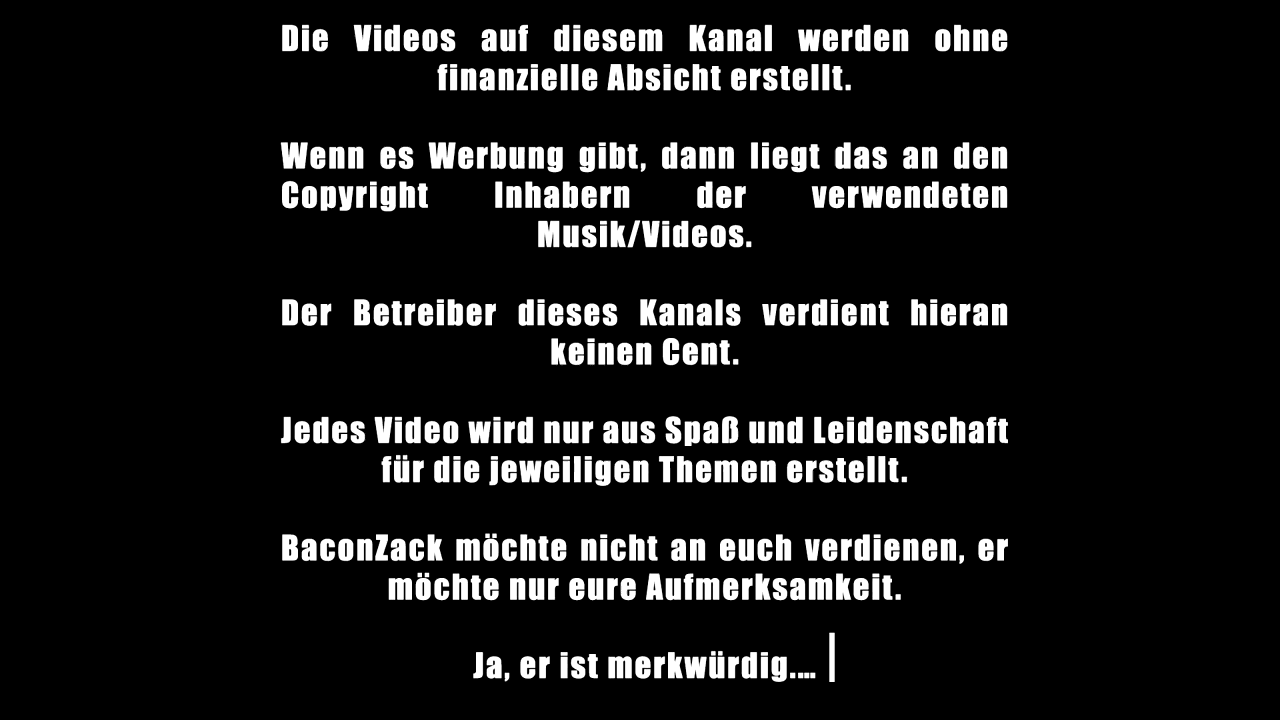 Die Videos auf diesem Kanal werden ohne
finanzielle Absicht erstellt.
Wenn es Werbung gibt, dann liegt das an den
Copyright Inhabern der verwendeten
Musik/Videos.
Der Betreiber dieses Kanals verdient hieran
keinen Cent.
Jedes Video wird nur aus Spaß und Leidenschaft
für die jeweiligen Themen erstellt.
BaconZack möchte nicht an euch verdienen, er
möchte nur eure Aufmerksamkeit.
Ja, er ist merkwürdig....